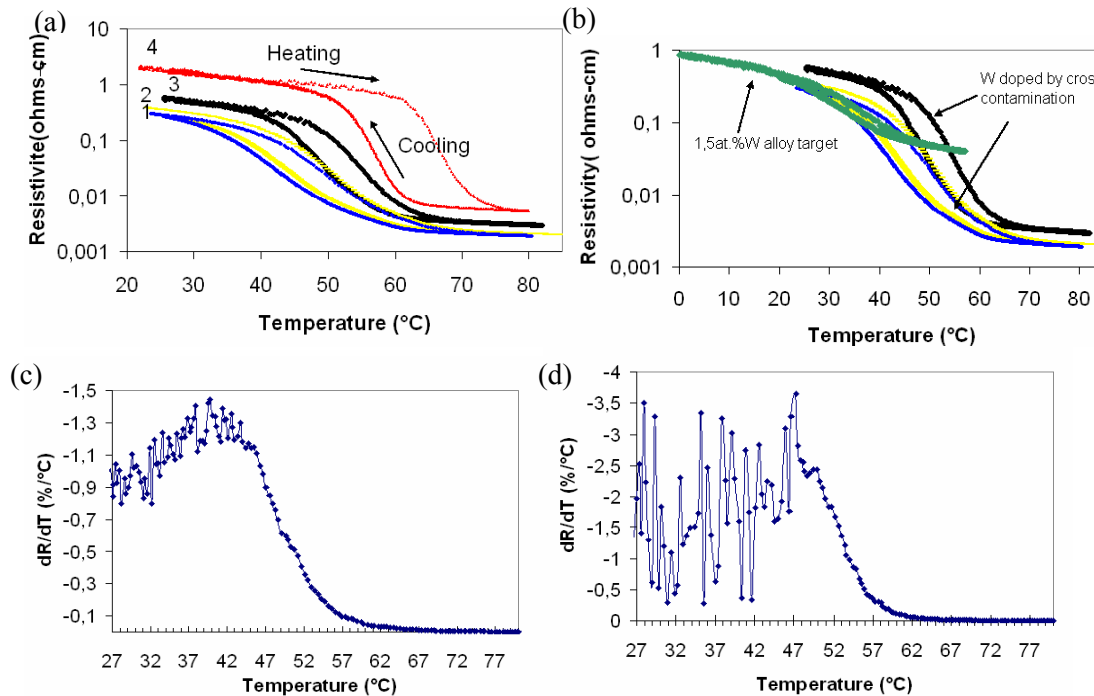 (a)
Resistivite(ohms-cm)
10
1
0,1
0,01
0,001
4
3
2
1
Heating
Cooling
20 30 40 50 60 70 80
Temperature (°C)
(b)
Resistivity( ohms-cm)
1
0,1
0,01
0,001
W doped by cros
contamination
1,5at.%W alloy target
0 10 20 30 40 50 60 70 80
Temperature (°C)
(c)
dR/dT (%/°C)
-1,5
-1,3
-1,1
-0,9
-0,7
-0,5
-0,3
-0,1
27 32 37 42 47 52 57 62 67 72 77
Temperature (°C)
(d)
dR/dT (%/°C)
-4
-3,5
-3
-2,5
-2
-1,5
-1
-0,5
0
27 32 37 42 47 52 57 62 67 72 77
Temperature (°C)